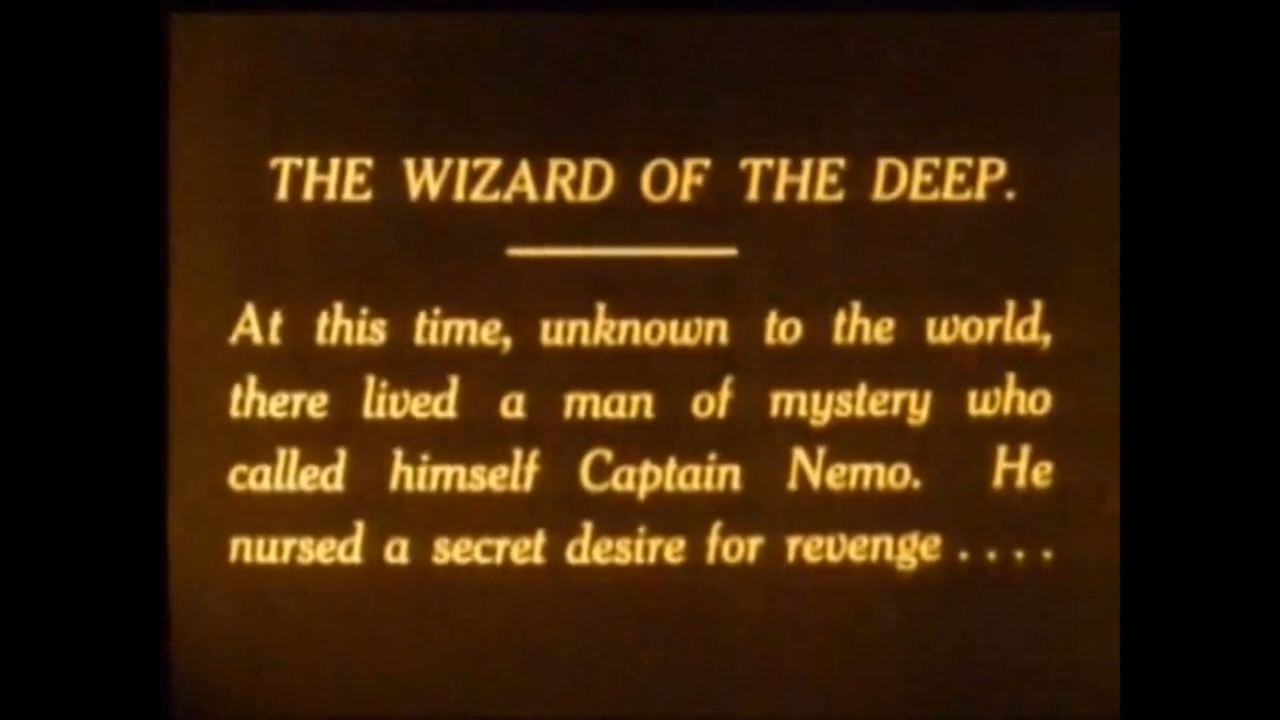 THE WIZARD OF THE DEEP.
At this time, unknown to the world,
there lived a man of mystery who
called himself Captain Nemo. He
nursed a secret desire for revenge . . . .